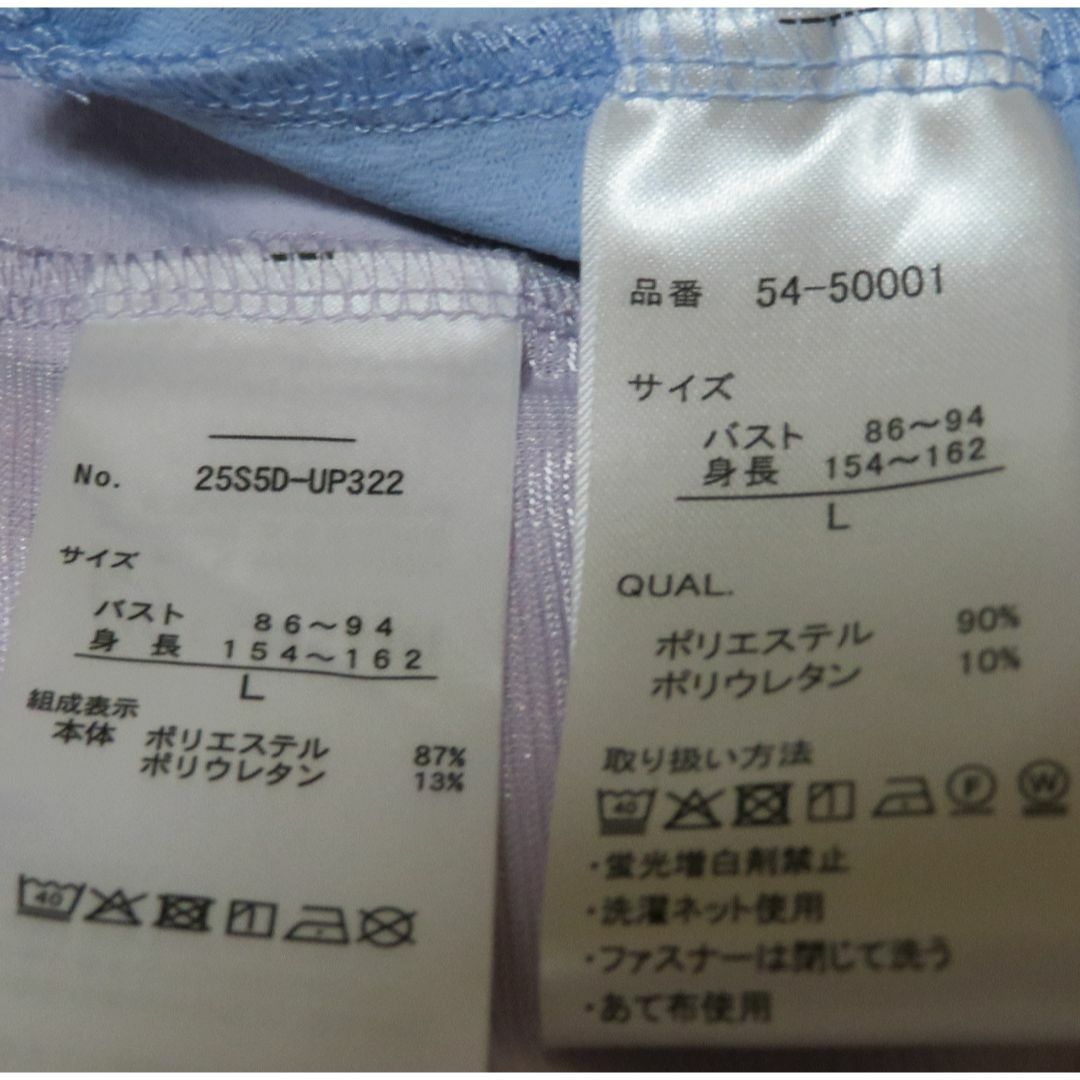 No. 25S5D-UP322
サイズ
バスト 86〜94
身長 154〜162
L
組成表示
本体 ポリエステル 87%
ポリウレタン 13%
40
品番 54-50001
サイズ
バスト 86〜94
身長 154〜162
L
QUAL.
ポリエステル 90%
ポリウレタン 10%
取り扱い方法
40 F W
・蛍光増白剤禁止
・洗濯ネット使用
・ファスナーは閉じて洗う
・あて布使用